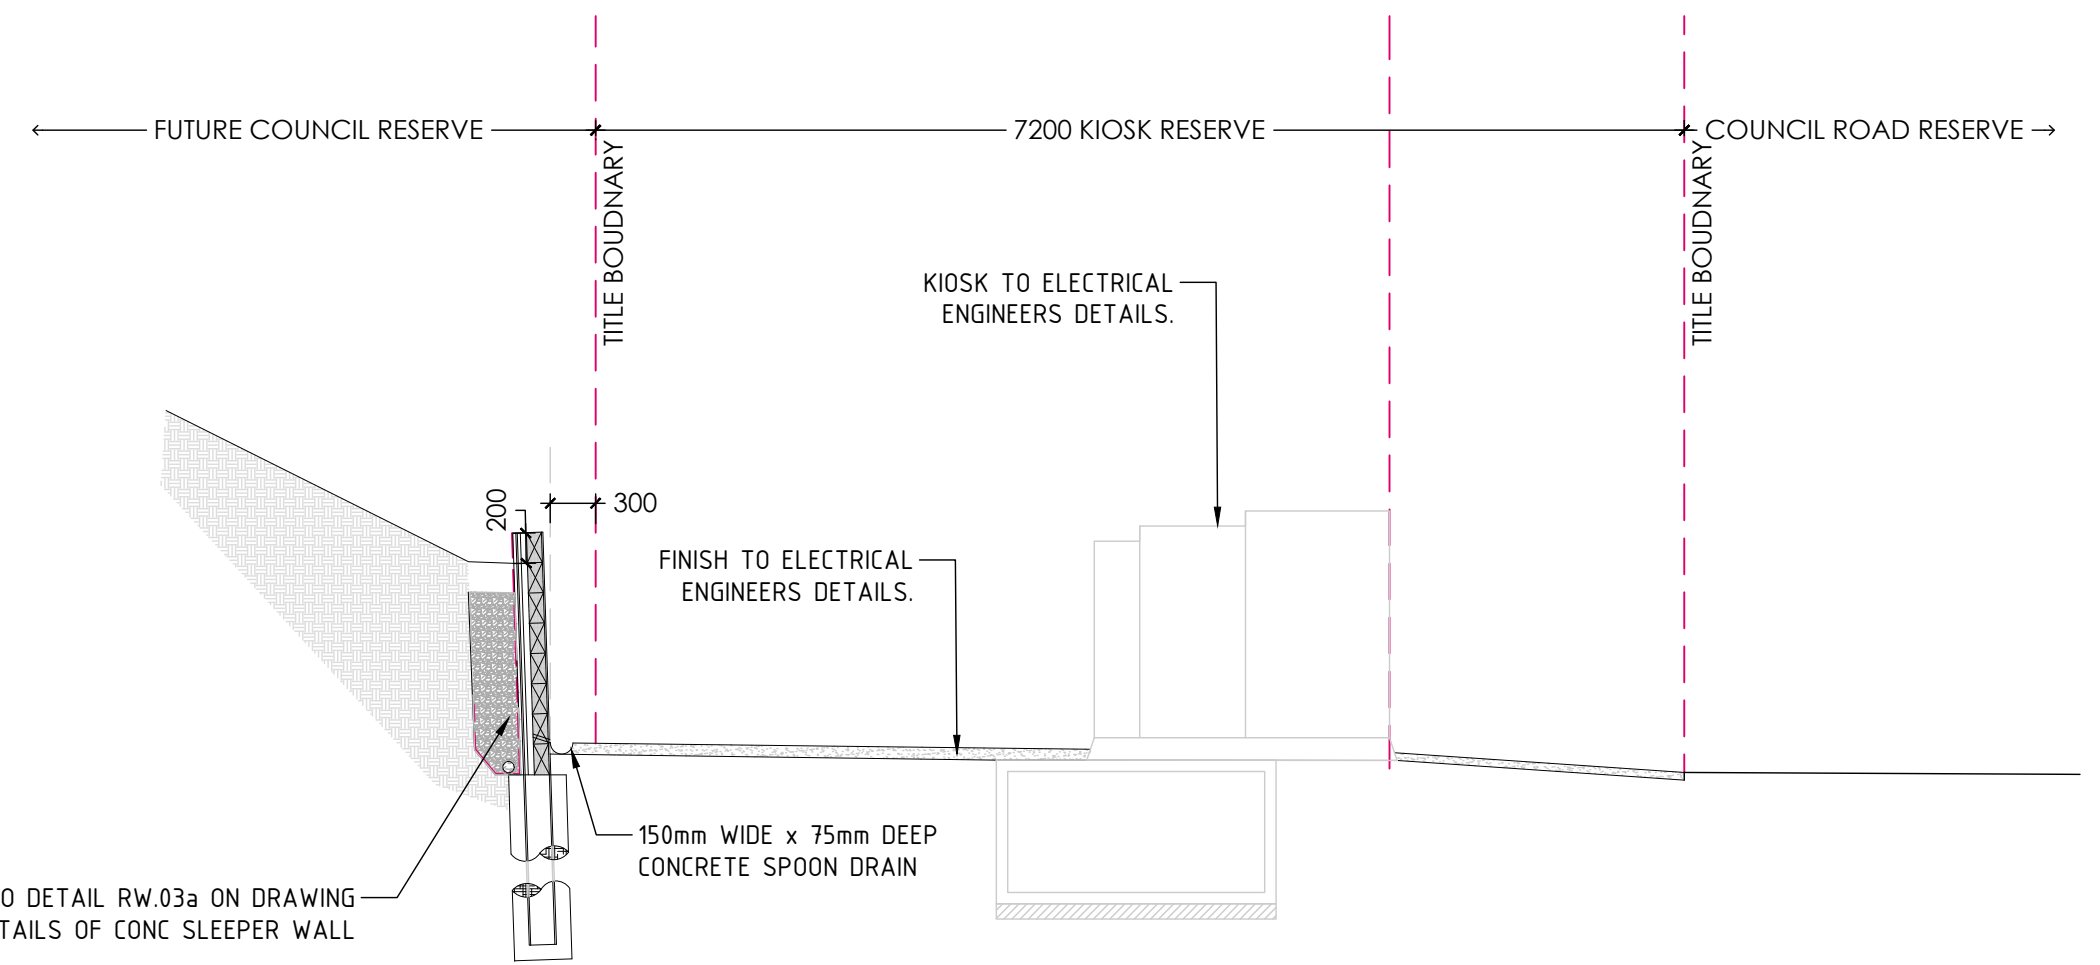 FUTURE COUNCIL RESERVE
7200 KIOSK RESERVE
COUNCIL ROAD RESERVE
TITLE BOUDNARY
TITLE BOUDNARY
KIOSK TO ELECTRICAL
ENGINEERS DETAILS.
200
300
FINISH TO ELECTRICAL
ENGINEERS DETAILS.
150mm WIDE x 75mm DEEP
CONCRETE SPOON DRAIN
DETAIL RW.03a ON DRAWING
OF CONC SLEEPER WALL